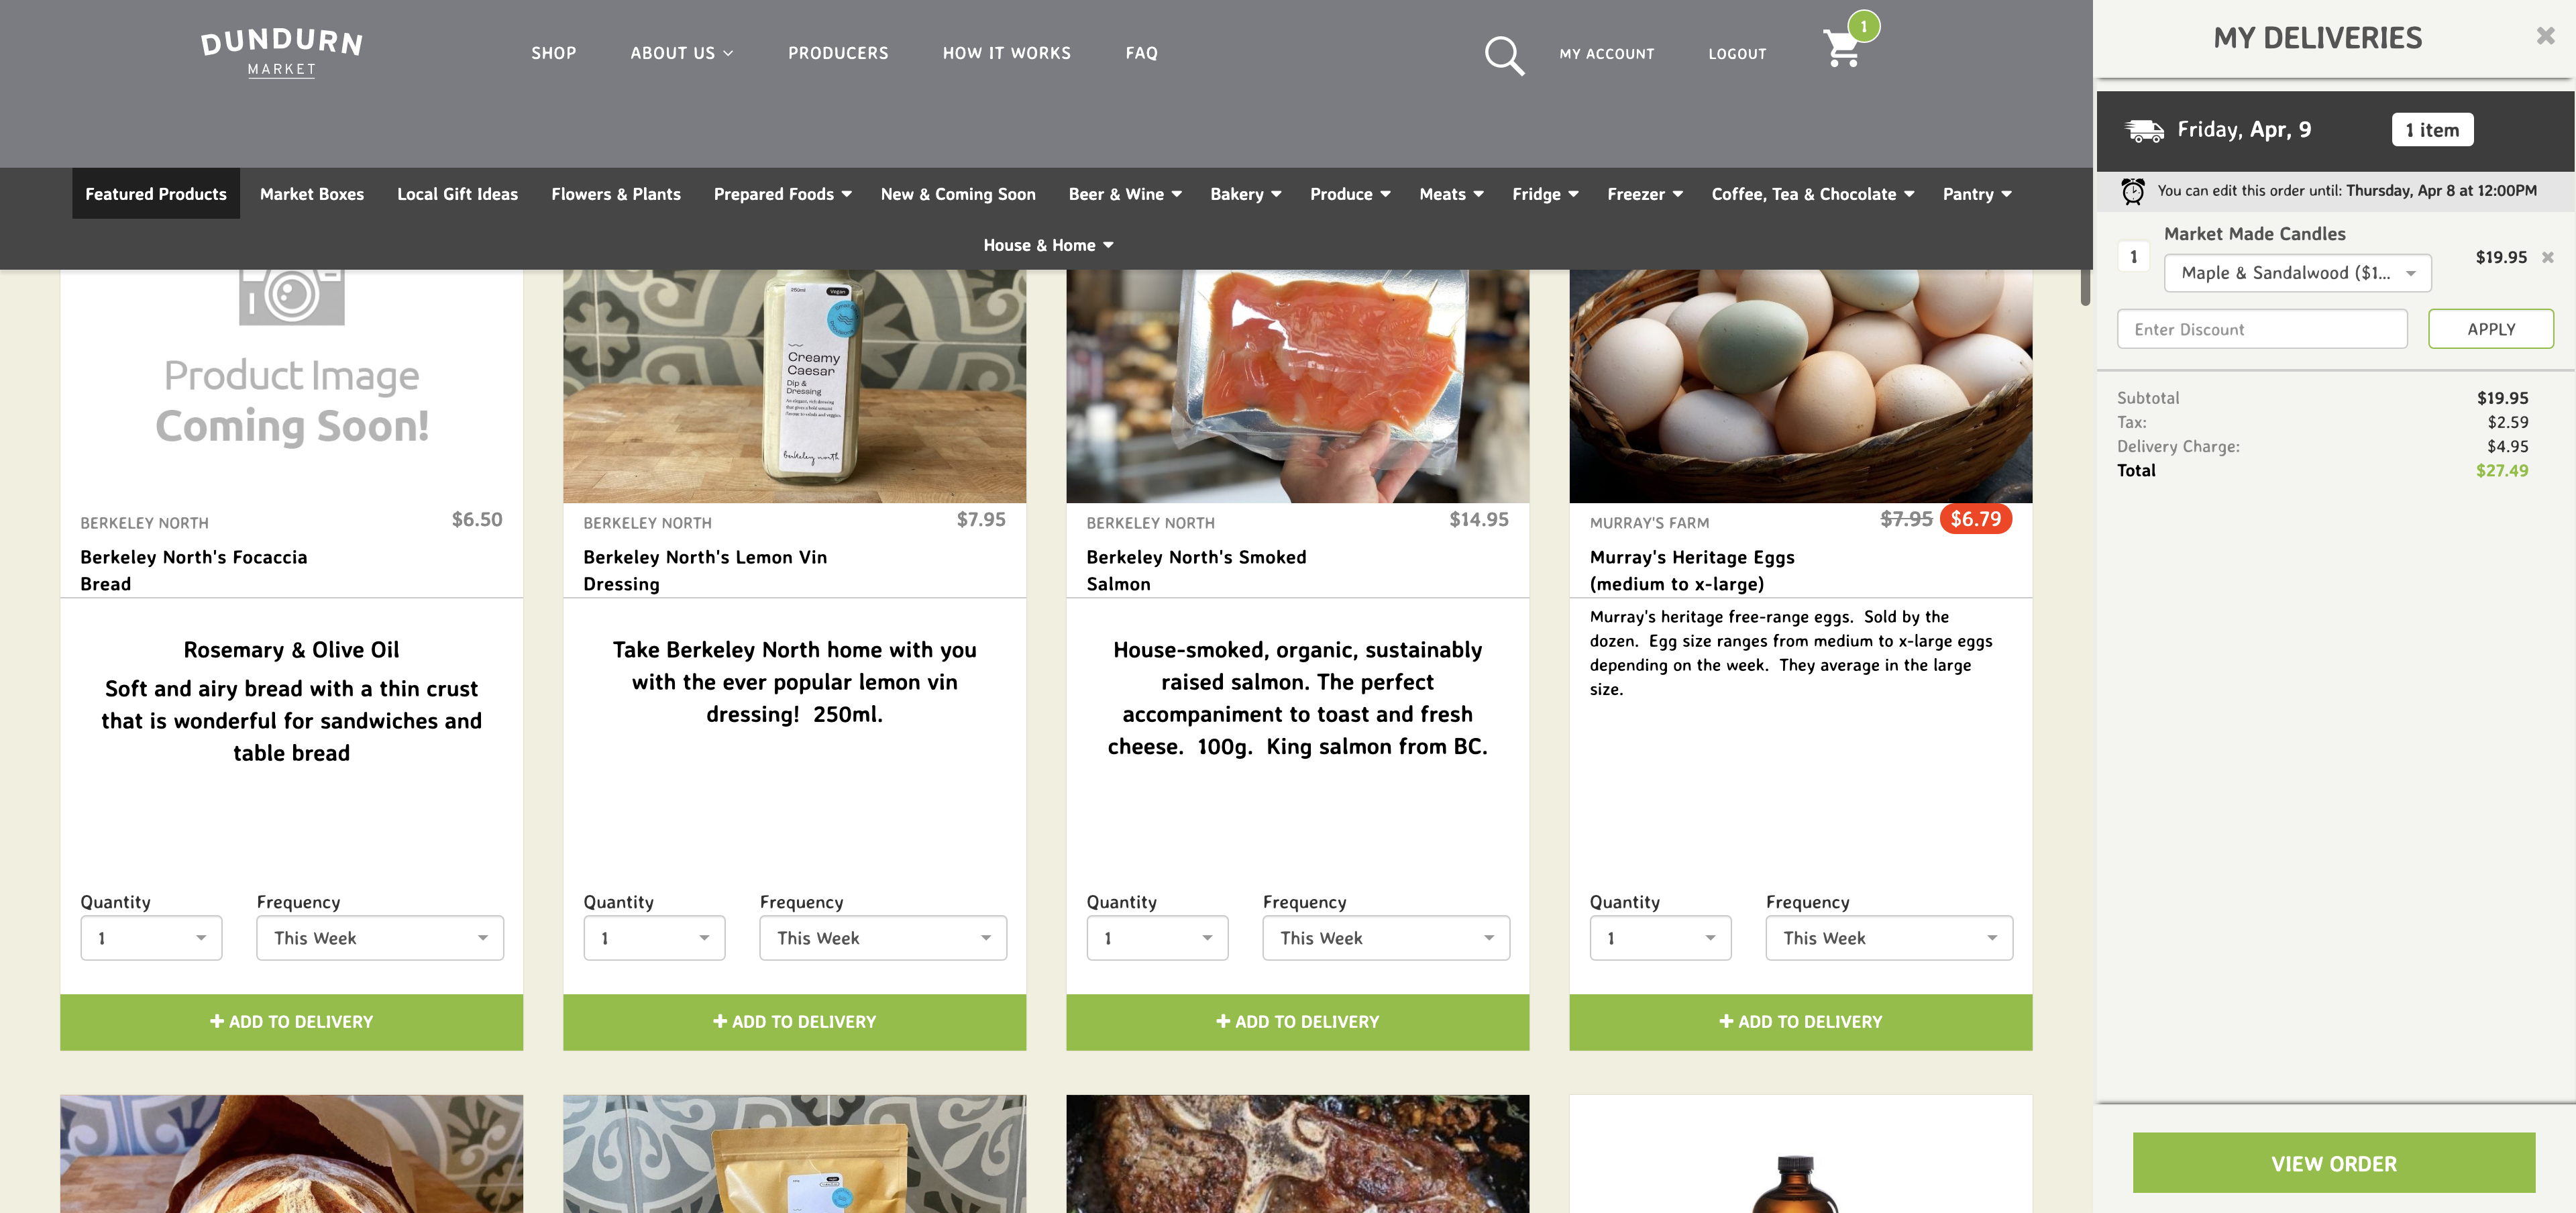 DUNDURN
MARKET
SHOP
ABOUT US
PRODUCERS
HOW IT WORKS
FAQ
MY ACCOUNT
LOGOUT
1
Featured Products
Market Boxes
Local Gift Ideas
Flowers & Plants
Prepared Foods
New & Coming Soon
Beer & Wine
Bakery
Produce
Meats
Fridge
Freezer
Coffee, Tea & Chocolate
Pantry
House & Home
Product Image
Coming Soon!
BERKELEY NORTH
$6.50
Berkeley North's Focaccia
Bread
Rosemary & Olive Oil
Soft and airy bread with a thin crust
that is wonderful for sandwiches and
table bread
Quantity
Frequency
1
This Week
+ ADD TO DELIVERY
250ml
Vegan
Creamy
Caesar
Dip &
Dressing
berkeley north
BERKELEY NORTH
$7.95
Berkeley North's Lemon Vin
Dressing
Take Berkeley North home with you
with the ever popular lemon vin
dressing! 250ml.
Quantity
Frequency
1
This Week
+ ADD TO DELIVERY
BERKELEY NORTH
$14.95
Berkeley North's Smoked
Salmon
House-smoked, organic, sustainably
raised salmon. The perfect
accompaniment to toast and fresh
cheese. 100g. King salmon from BC.
Quantity
Frequency
1
This Week
+ ADD TO DELIVERY
MURRAY'S FARM
$7.95 $6.79
Murray's Heritage Eggs
(medium to x-large)
Murray's heritage free-range eggs. Sold by the
dozen. Egg size ranges from medium to x-large eggs
depending on the week. They average in the large
size.
Quantity
Frequency
1
This Week
+ ADD TO DELIVERY
MY DELIVERIES
Friday, Apr, 9
1 item
You can edit this order until: Thursday, Apr 8 at 12:00PM
Market Made Candles
1
Maple & Sandalwood ($1...
$19.95
Enter Discount
APPLY
Subtotal
$19.95
Tax:
$2.59
Delivery Charge:
$4.95
Total
$27.49
VIEW ORDER